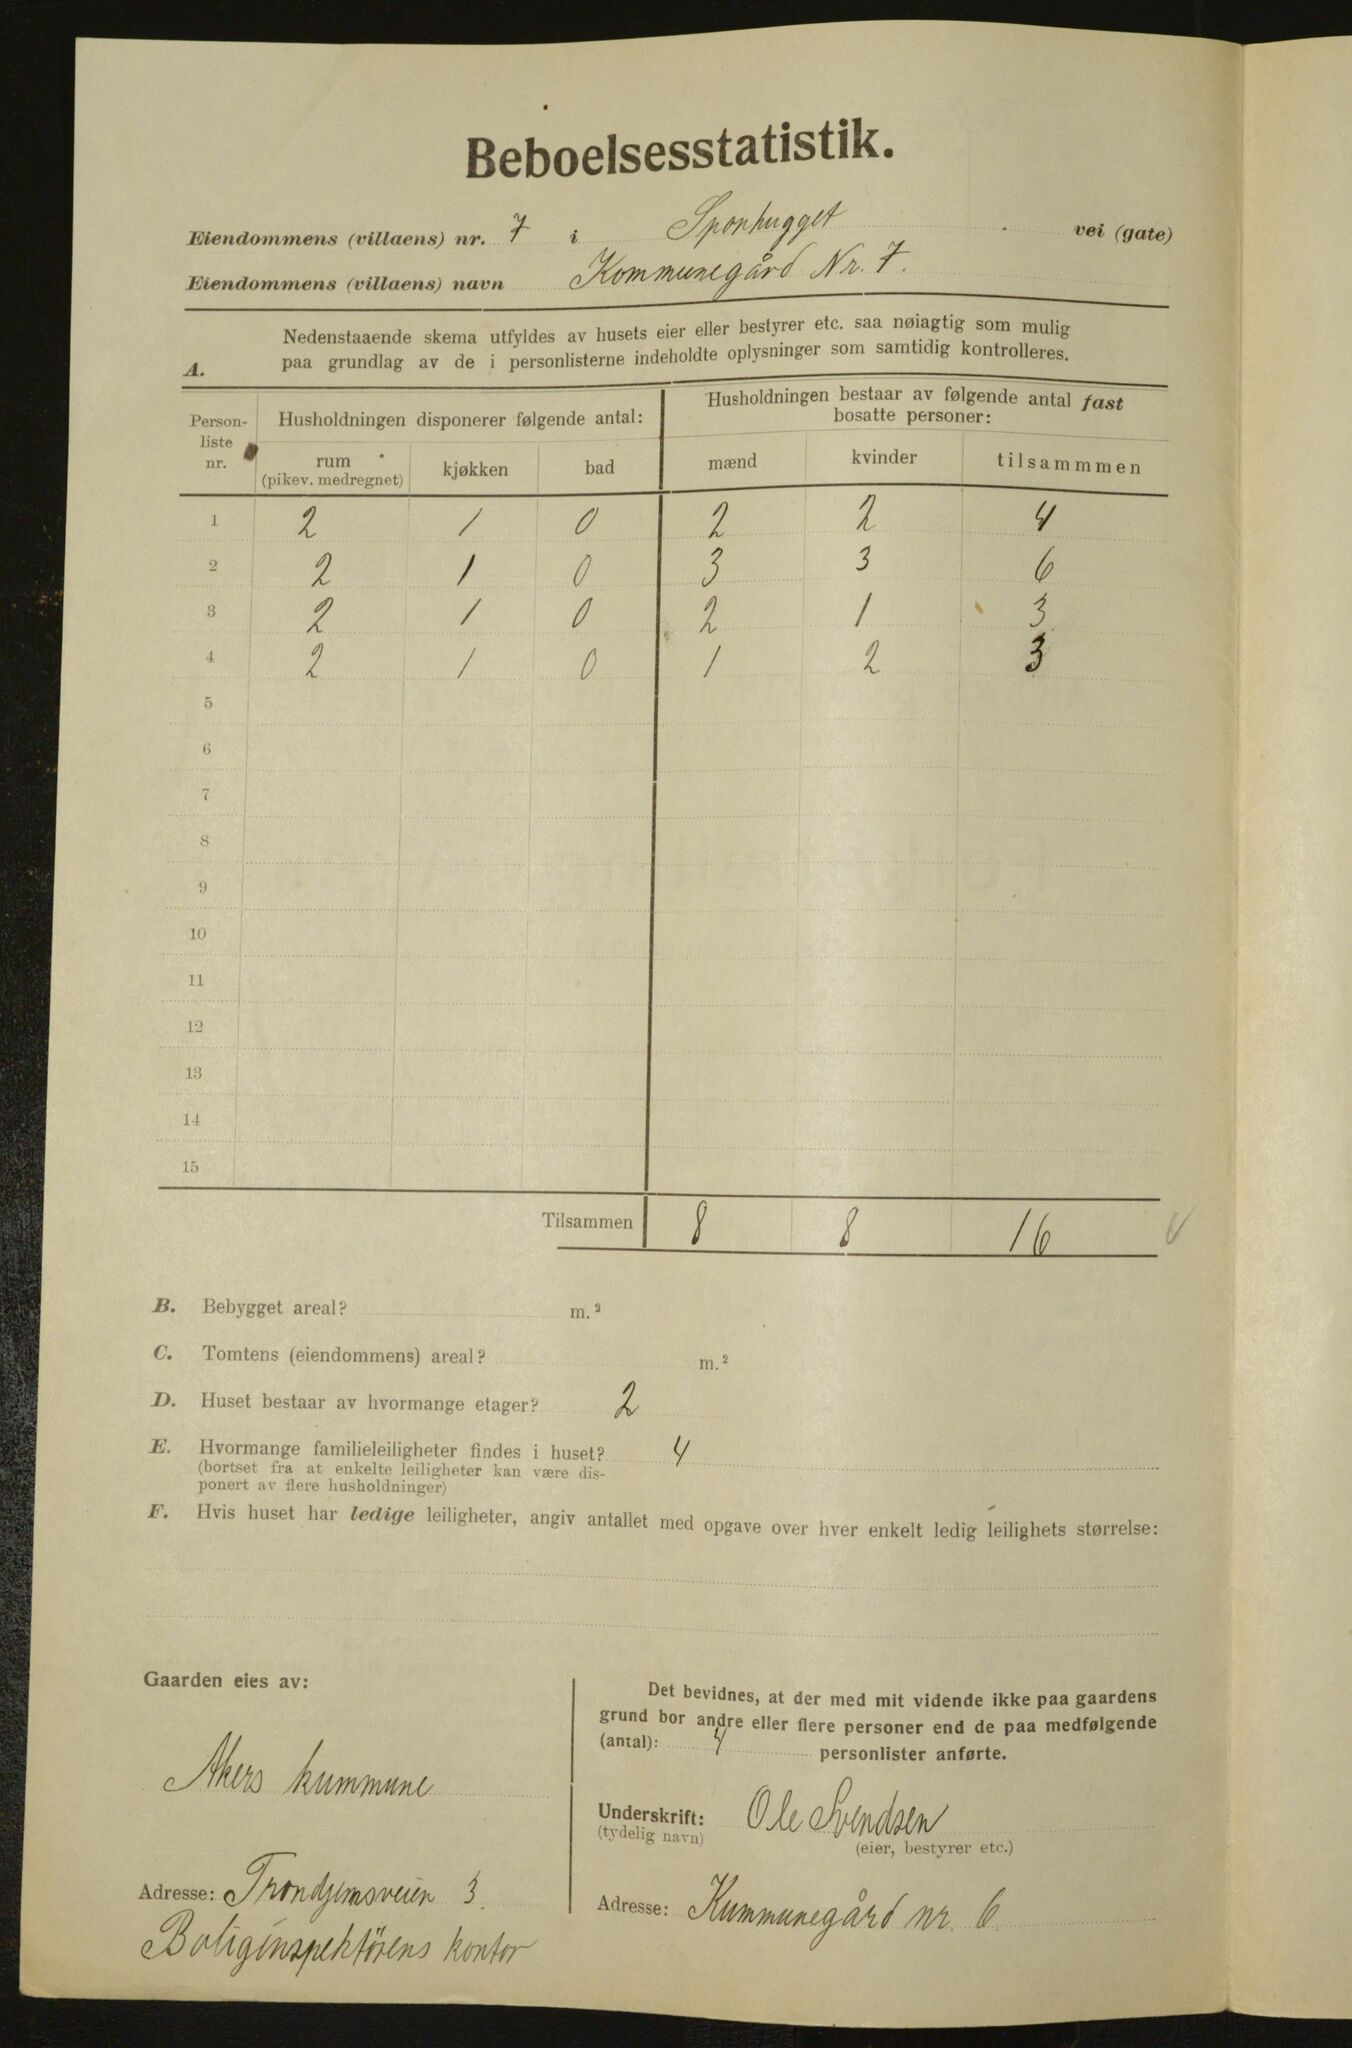 Beboelsesstatistik.
Eiendommens (villaens) nr. 7 i Sponhugget vei (gate)
Eiendommens (villaens) navn Kommunegård Nr. 7.
A. Nedenstaaende skema utfyldes av husets eier eller bestyrer etc. saa nøiagtig som mulig
paa grundlag av de i personlisterne indeholdte oplysninger som samtidig kontrolleres.
Person-
liste
nr.
Husholdningen disponerer følgende antal:
Husholdningen bestaar av følgende antal fast
bosatte personer:
rum
(pikev. medregnet)
kjøkken bad mænd kvinder tilsammmen
1 2 1 0 2 2 4
2 2 1 0 3 3 6
3 2 1 0 2 1 3
4 2 1 0 1 2 3
5
6
7
8
9
10
11
12
13
14
15
Tilsammen 8 8 16
B. Bebygget areal? m.²
C. Tomtens (eiendommens) areal? m.²
D. Huset bestaar av hvormange etager? 2
E. Hvormange familieleiligheter findes i huset? 4
(bortset fra at enkelte leiligheter kan være dis-
ponert av flere husholdninger)
F. Hvis huset har ledige leiligheter, angiv antallet med opgave over hver enkelt ledig leilighets størrelse:
Gaarden eies av:
Akers kummune
Adresse: Trondjemsveien 3.
Boliginspektörens kontor
Det bevidnes, at der med mit vidende ikke paa gaardens
grund bor andre eller flere personer end de paa medfølgende
(antal): 4 personlister anførte.
Underskrift: Ole Svendsen
(tydelig navn) (eier, bestyrer etc.)
Adresse: Kummunegård nr. 6.